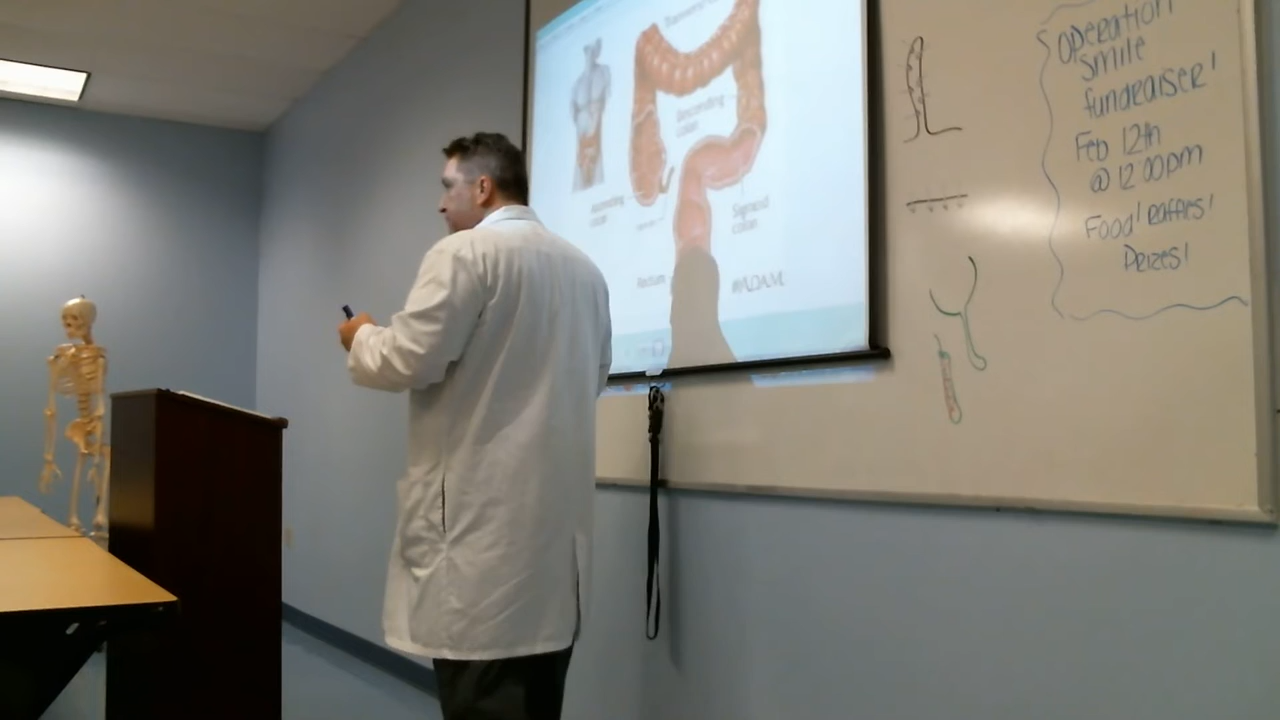 Descending
colon
Ascending
colon
Sigmoid
colon
Rectum
ADAM
Operation
Smile
fundraiser!
Feb 12th
@ 12:00pm
Food! Raffles!
Prizes!